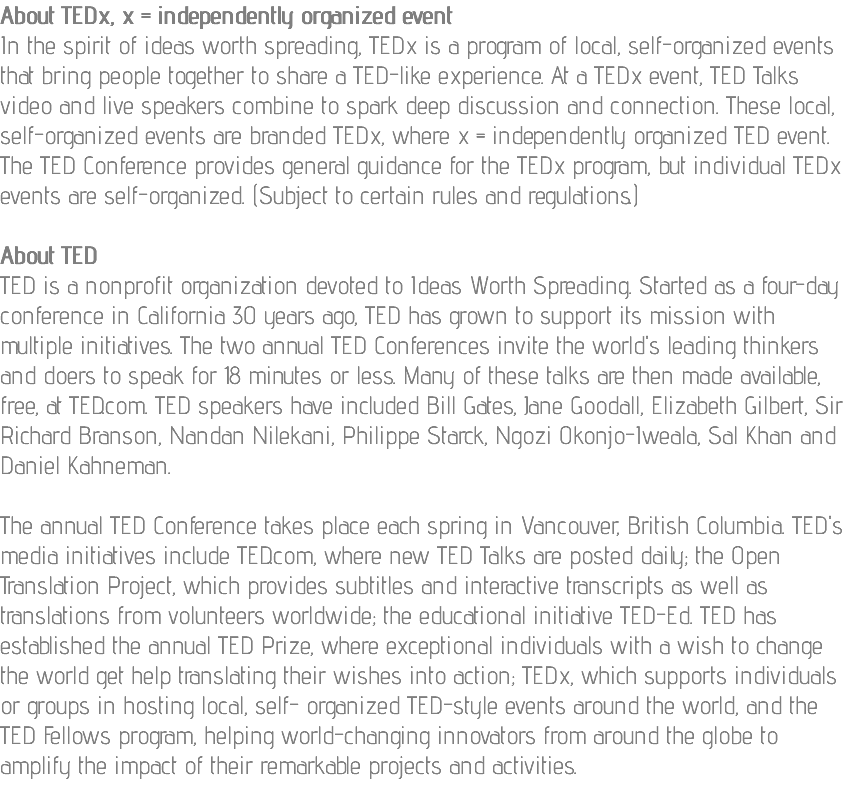 About TEDx, x = independently organized event
In the spirit of ideas worth spreading, TEDx is a program of local, self-organized events
that bring people together to share a TED-like experience. At a TEDx event, TED Talks
video and live speakers combine to spark deep discussion and connection. These local,
self-organized events are branded TEDx, where x = independently organized TED event.
The TED Conference provides general guidance for the TEDx program, but individual TEDx
events are self-organized. (Subject to certain rules and regulations.)

About TED
TED is a nonprofit organization devoted to Ideas Worth Spreading. Started as a four-day
conference in California 30 years ago, TED has grown to support its mission with
multiple initiatives. The two annual TED Conferences invite the world's leading thinkers
and doers to speak for 18 minutes or less. Many of these talks are then made available,
free, at TED.com. TED speakers have included Bill Gates, Jane Goodall, Elizabeth Gilbert, Sir
Richard Branson, Nandan Nilekani, Philippe Starck, Ngozi Okonjo-Iweala, Sal Khan and
Daniel Kahneman.

The annual TED Conference takes place each spring in Vancouver, British Columbia. TED's
media initiatives include TED.com, where new TED Talks are posted daily; the Open
Translation Project, which provides subtitles and interactive transcripts as well as
translations from volunteers worldwide; the educational initiative TED-Ed. TED has
established the annual TED Prize, where exceptional individuals with a wish to change
the world get help translating their wishes into action; TEDx, which supports individuals
or groups in hosting local, self- organized TED-style events around the world, and the
TED Fellows program, helping world-changing innovators from around the globe to
amplify the impact of their remarkable projects and activities.